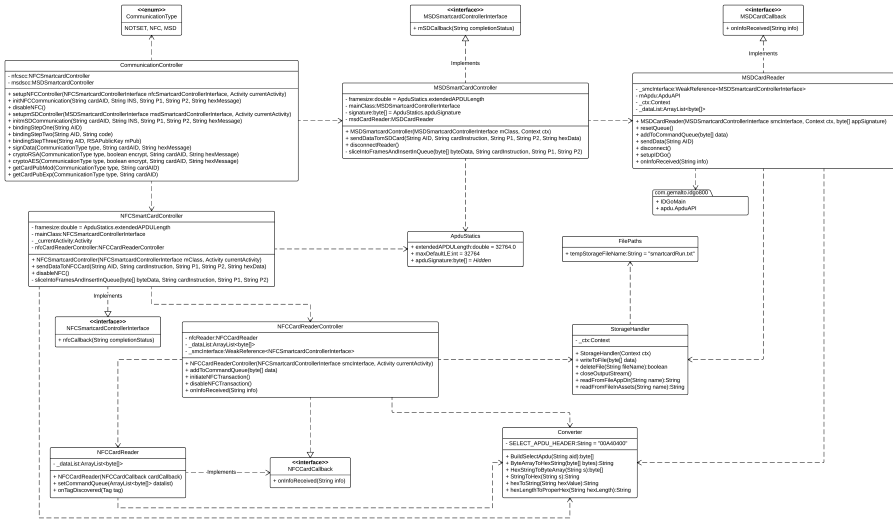 <<enum>>
CommunicationType
NOTSET, NFC, MSD
<<interface>>
MSDSmartcardControllerInterface
+ mSDCallback(String completionStatus)
<<interface>>
MSDCardCallback
+ onInfoReceived(String info)
Implements
Implements
CommunicationController
- nfcscc:NFCSmartcardController
- msdscc:MSDSmartcardController
+ setupNFCController(NFCSmartcardControllerInterface nfcSmartcardInterface, Activity currentActivity)
+ initNFCCommunication(String cardAID, String INS, String P1, String P2, String hexMessage)
+ disableNFC()
+ setupmSDController(MSDSmartcardControllerInterface msdSmartcardInterface, Activity currentActivity)
+ initmSDCommunication(String cardAID, String INS, String P1, String P2, String hexMessage)
+ bindingStepOne(String AID)
+ bindingStepTwo(String AID, String code)
+ bindingStepThree(String AID, RSAPublicKey mPub)
+ signData(CommunicationType type, String cardAID, String hexMessage)
+ cryptoRSA(CommunicationType type, boolean encrypt, String cardAID, String hexMessage)
+ cryptoAES(CommunicationType type, boolean encrypt, String cardAID, String hexMessage)
+ getCardPubMod(CommunicationType type, String cardAID)
+ getCardPubExp(CommunicationType type, String cardAID)
MSDSmartcardController
- framesize:double = ApduStatics.extendedAPDULength
- mainClass:MSDSmartcardControllerInterface
- signature:byte[] = ApduStatics.apduSignature
- msdCardReader:MSDCardReader
+ MSDSmartcardController(MSDSmartcardControllerInterface mClass, Context ctx)
+ sendDataTomSDCard(String AID, String cardInstruction, String P1, String P2, String hexData)
+ disconnectReader()
- sliceIntoFramesAndInsertInQueue(byte[] byteData, String cardInstruction, String P1, String P2)
MSDCardReader
- _smcInterface:WeakReference<MSDSmartcardControllerInterface>
- mApdu:ApduAPI
- _ctx:Context
- _dataList:ArrayList<byte[]>
+ MSDCardReader(MSDSmartcardControllerInterface smcInterface, Context ctx, byte[] appSignature)
+ resetQueue()
+ addToCommandQueue(byte[] data)
+ sendData(String AID)
+ disconnect()
- setupIDGo()
+ onInfoReceived(String info)
com.gemalto.idgo800
+ IDGoMain
+ apdu.ApduAPI
NFCSmartCardController
- framesize:double = ApduStatics.extendedAPDULength
- mainClass:NFCSmartcardControllerInterface
- _currentActivity:Activity
- nfcCardReaderController:NFCCardReaderController
+ NFCSmartcardController(NFCSmartcardControllerInterface mClass, Activity currentActivity)
+ sendDataToNFCCard(String AID, String cardInstruction, String P1, String P2, String hexData)
+ disableNFC()
- sliceIntoFramesAndInsertInQueue(byte[] byteData, String cardInstruction, String P1, String P2)
ApduStatics
+ extendedAPDULength:double = 32764.0
+ maxDefaultLE:int = 32764
+ apduSignature:byte[] = Hidden
FilePaths
+ tempStorageFileName:String = "smartcardRun.txt"
Implements
<<interface>>
NFCSmartcardControllerInterface
+ nfcCallback(String completionStatus)
NFCCardReaderController
- nfcReader:NFCCardReader
- _dataList:ArrayList<byte[]>
- _smcInterface:WeakReference<NFCSmartcardControllerInterface>
+ NFCCardReaderController(NFCSmartcardControllerInterface smcInterface, Activity currentActivity)
+ addToCommandQueue(byte[] data)
+ initiateNFCTransaction()
+ disableNFCTransaction()
+ onInfoReceived(String info)
StorageHandler
- _ctx:Context
+ StorageHandler(Context ctx)
+ writeToFile(byte[] data)
+ deleteFile(String fileName):boolean
+ closeOutputStream()
+ readFromFileAppDir(String name):String
+ readFromFileInAssets(String name):String
NFCCardReader
- _dataList:ArrayList<byte[]>
+ NFCCardReader(NFCCardCallback cardCallback)
+ setCommandQueue(ArrayList<byte[]> datalist)
+ onTagDiscovered(Tag tag)
Implements
<<interface>>
NFCCardCallback
+ onInfoReceived(String info)
Converter
- SELECT_APDU_HEADER:String = "00A40400"
+ BuildSelectApdu(String aid):byte[]
+ ByteArrayToHexString(byte[] bytes):String
+ HexStringToByteArray(String s):byte[]
+ StringToHex(String s):String
+ hexToString(String hexValue):String
+ hexLengthToProperHex(String hexLength):String